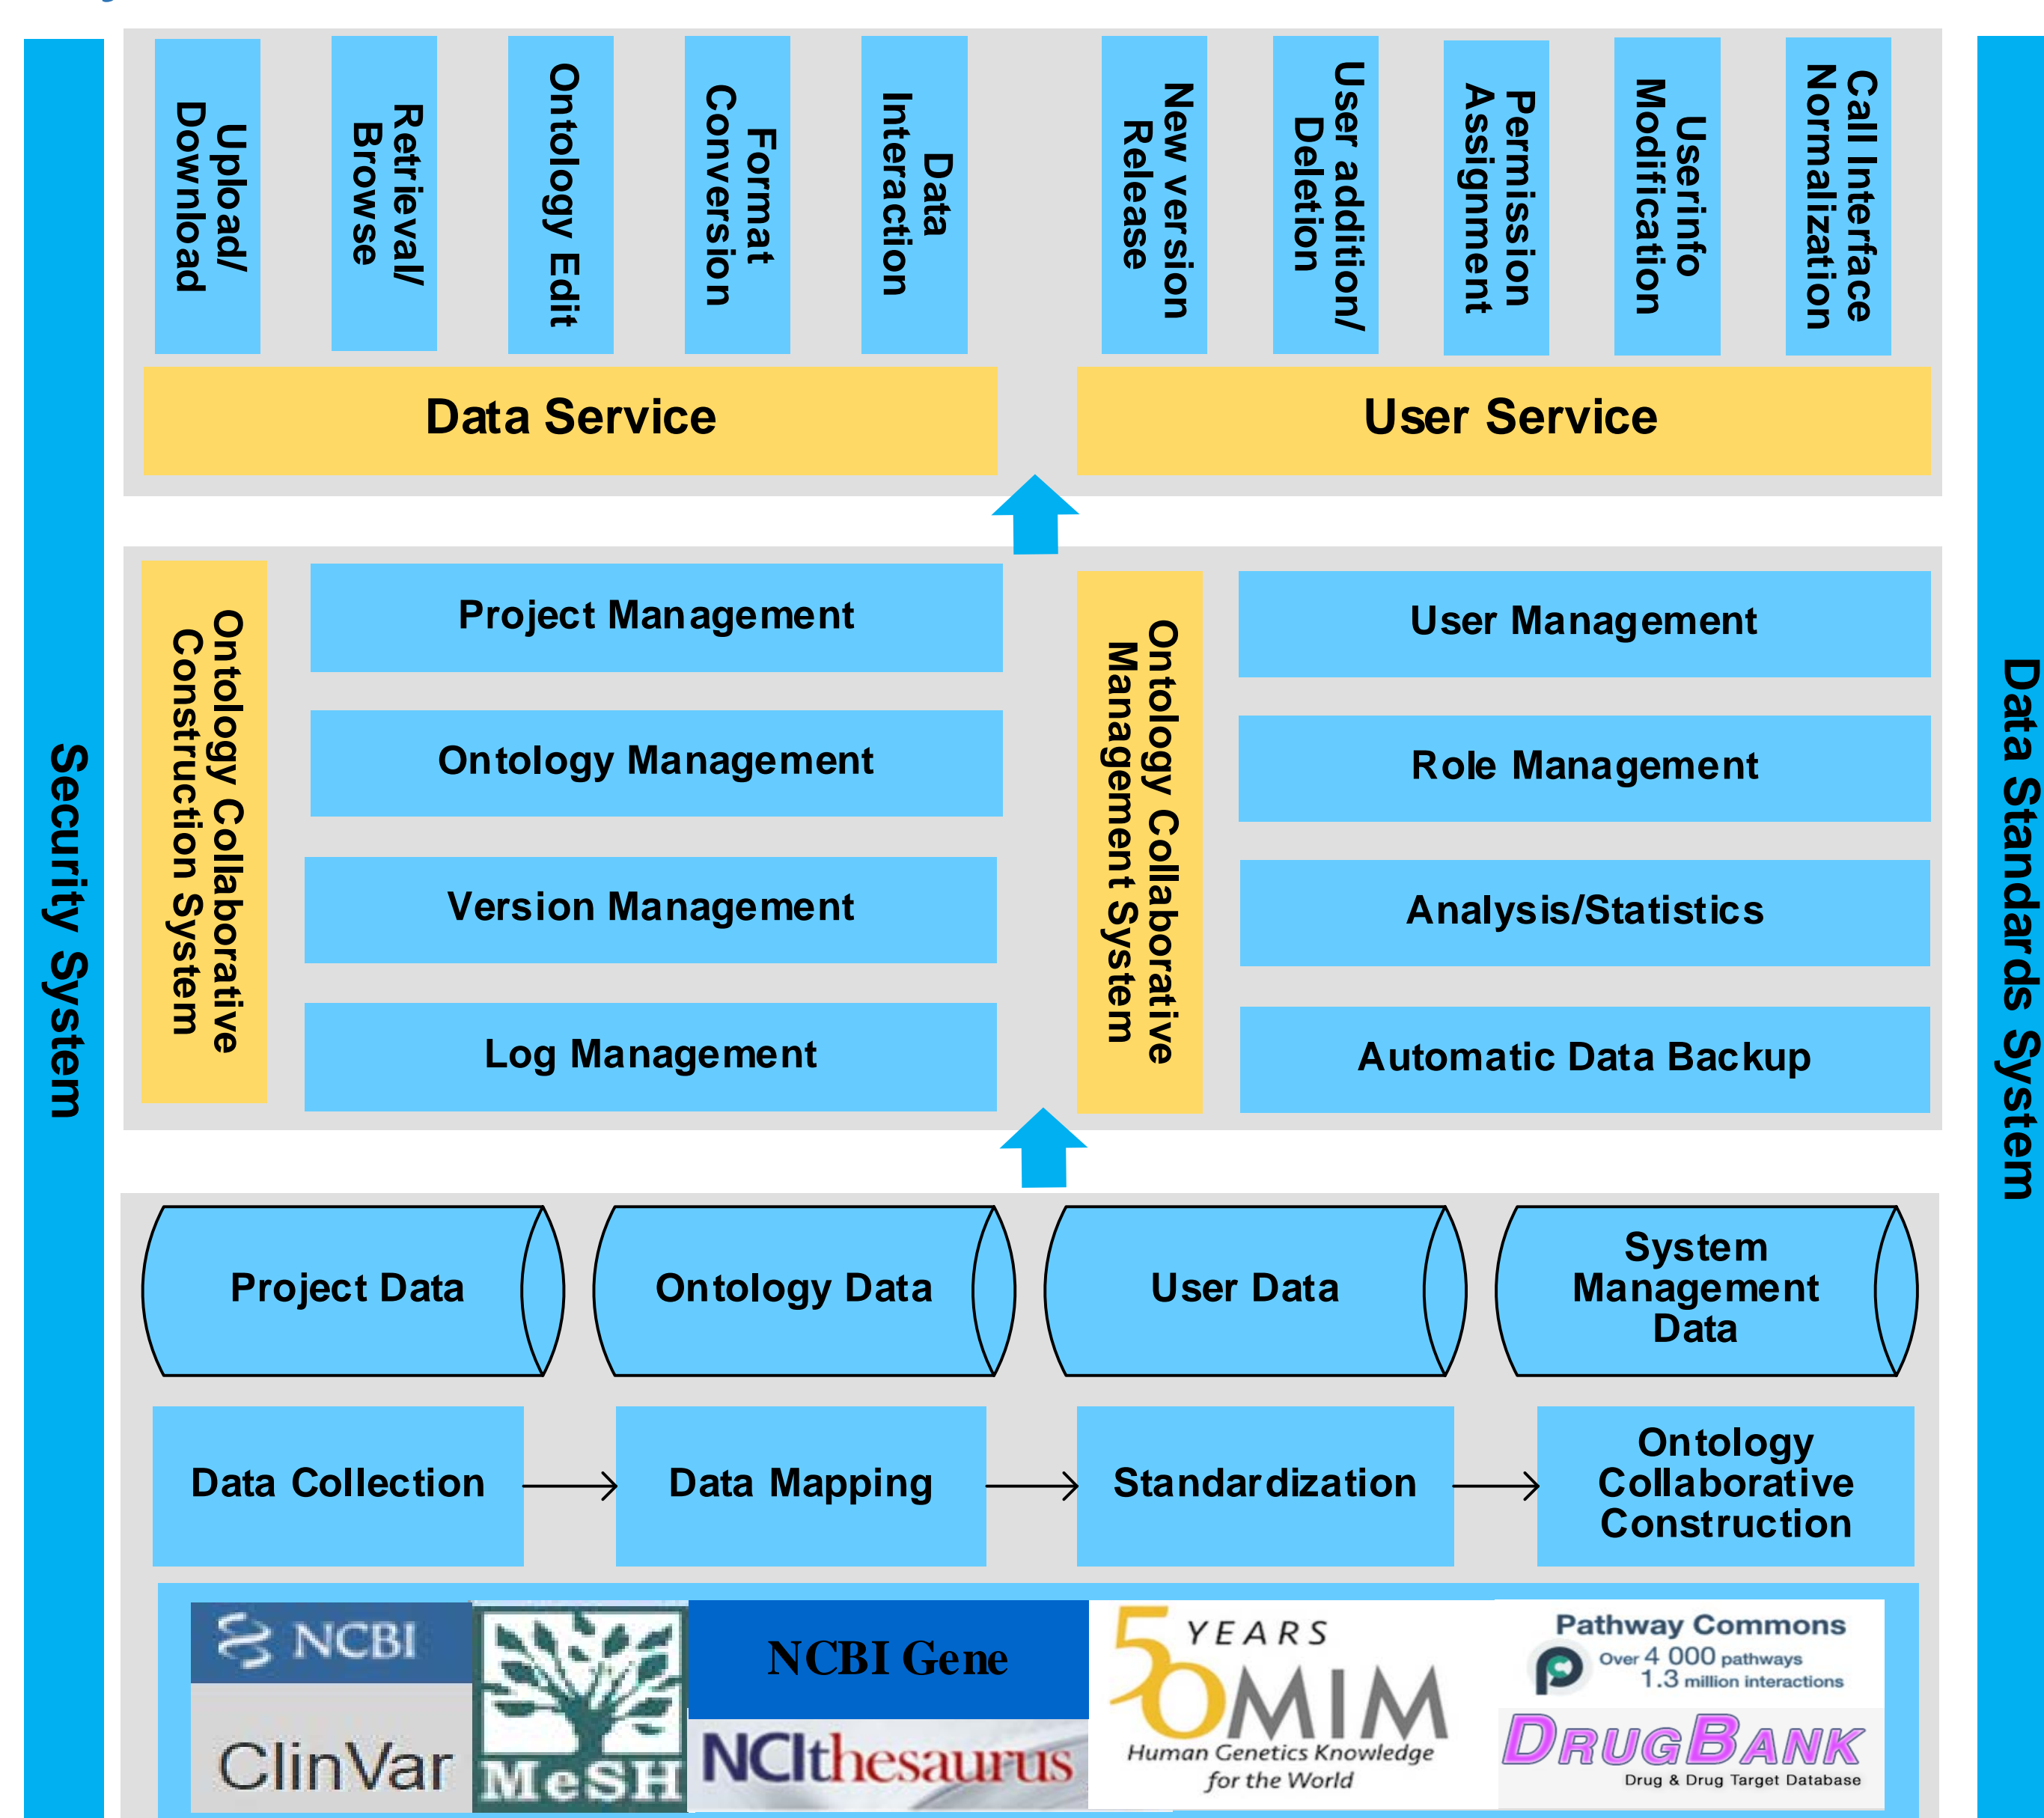 Security System
Data Standards System
Upload/
Download
Retrieval/
Browse
Ontology Edit
Format
Conversion
Data
Interaction
New version
Release
User addition/
Deletion
Permission
Assignment
Userinfo
Modification
Call Interface
Normalization
Data Service
User Service
Ontology Collaborative
Construction System
Project Management
Ontology Management
Version Management
Log Management
Ontology Collaborative
Management System
User Management
Role Management
Analysis/Statistics
Automatic Data Backup
Project Data
Ontology Data
User Data
System
Management
Data
Data Collection
Data Mapping
Standardization
Ontology
Collaborative
Construction
NCBI
ClinVar
MeSH
NCBI Gene
NCIthesaurus
50 YEARS
OMIM
Human Genetics Knowledge
for the World
Pathway Commons
Over 4 000 pathways
1.3 million interactions
DRUGBANK
Drug & Drug Target Database